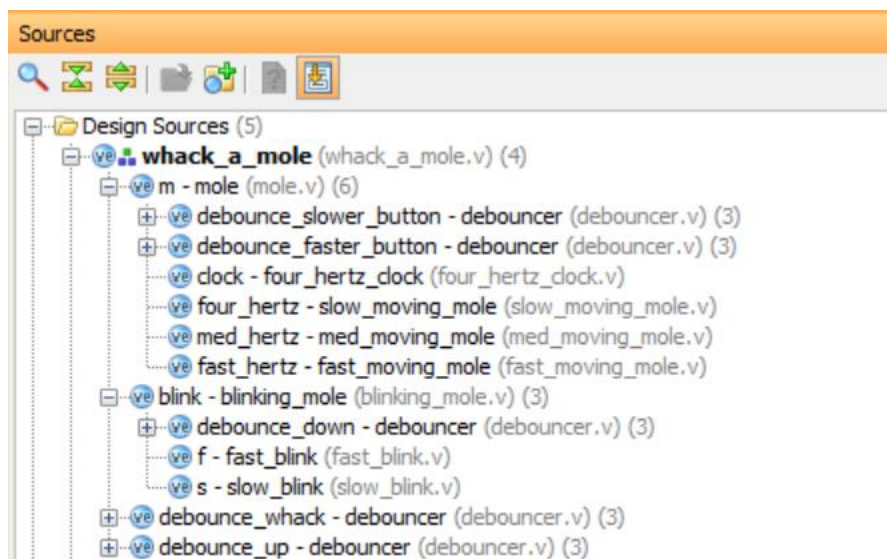 Sources
Design Sources (5)
whack_a_mole (whack_a_mole.v) (4)
m - mole (mole.v) (6)
debounce_slower_button - debouncer (debouncer.v) (3)
debounce_faster_button - debouncer (debouncer.v) (3)
clock - four_hertz_clock (four_hertz_clock.v)
four_hertz - slow_moving_mole (slow_moving_mole.v)
med_hertz - med_moving_mole (med_moving_mole.v)
fast_hertz - fast_moving_mole (fast_moving_mole.v)
blink - blinking_mole (blinking_mole.v) (3)
debounce_down - debouncer (debouncer.v) (3)
f - fast_blink (fast_blink.v)
s - slow_blink (slow_blink.v)
debounce_whack - debouncer (debouncer.v) (3)
debounce_up - debouncer (debouncer.v) (3)